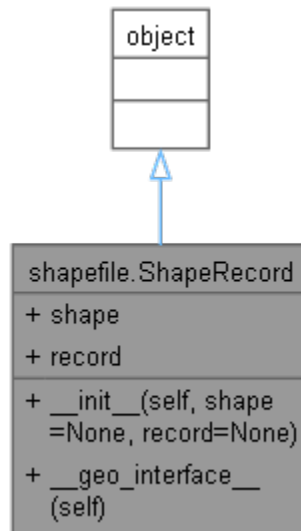 object
shapefile.ShapeRecord
+ shape
+ record
+ __init__(self, shape
=None, record=None)
+ __geo_interface__
(self)